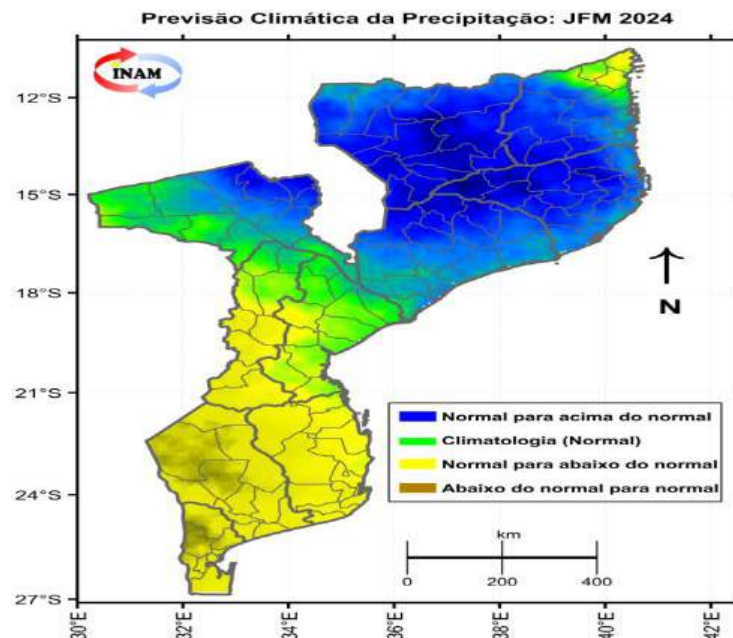 Previsão Climática da Precipitação: JFM 2024
INAM
12°S
15°S
18°S
21°S
24°S
27°S
N
Normal para acima do normal
Climatologia (Normal)
Normal para abaixo do normal
Abaixo do normal para normal
km
0 200 400
30°E 32°E 34°E 36°E 38°E 40°E